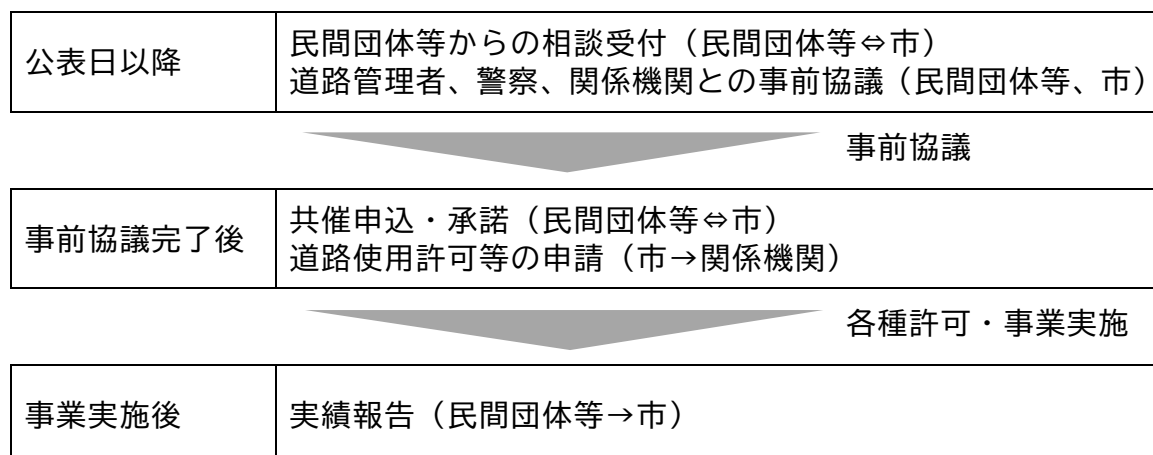 公表日以降
民間団体等からの相談受付（民間団体等⇔市）
道路管理者、警察、関係機関との事前協議（民間団体等、市）
事前協議
事前協議完了後
共催申込・承諾（民間団体等⇔市）
道路使用許可等の申請（市→関係機関）
各種許可・事業実施
事業実施後
実績報告（民間団体等→市）